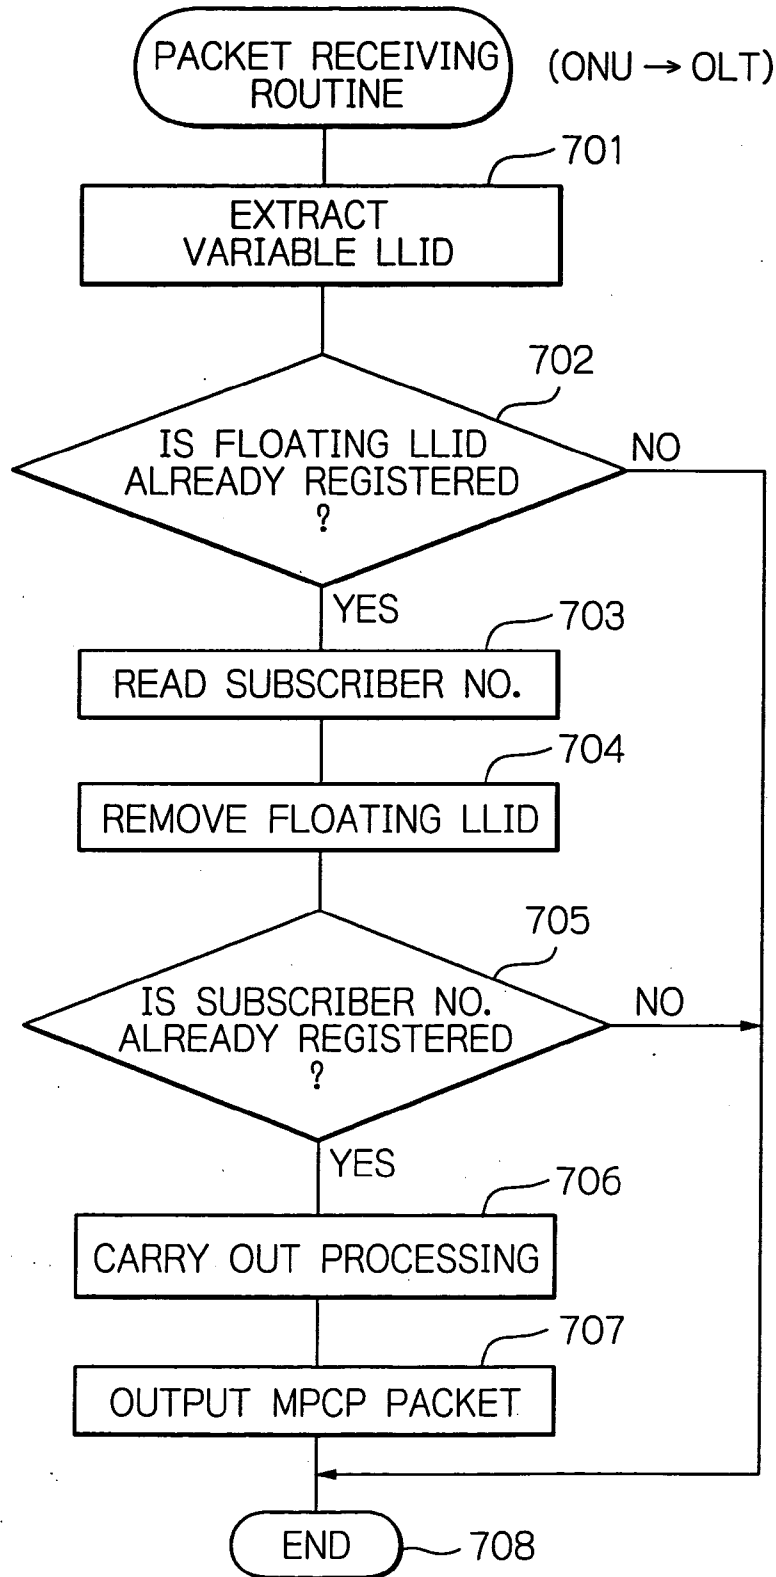 PACKET RECEIVING
ROUTINE
(ONU → OLT)
701
EXTRACT
VARIABLE LLID
702
IS FLOATING LLID
ALREADY REGISTERED
?
NO
YES
703
READ SUBSCRIBER NO.
704
REMOVE FLOATING LLID
705
IS SUBSCRIBER NO.
ALREADY REGISTERED
?
NO
YES
706
CARRY OUT PROCESSING
707
OUTPUT MPCP PACKET
END
708